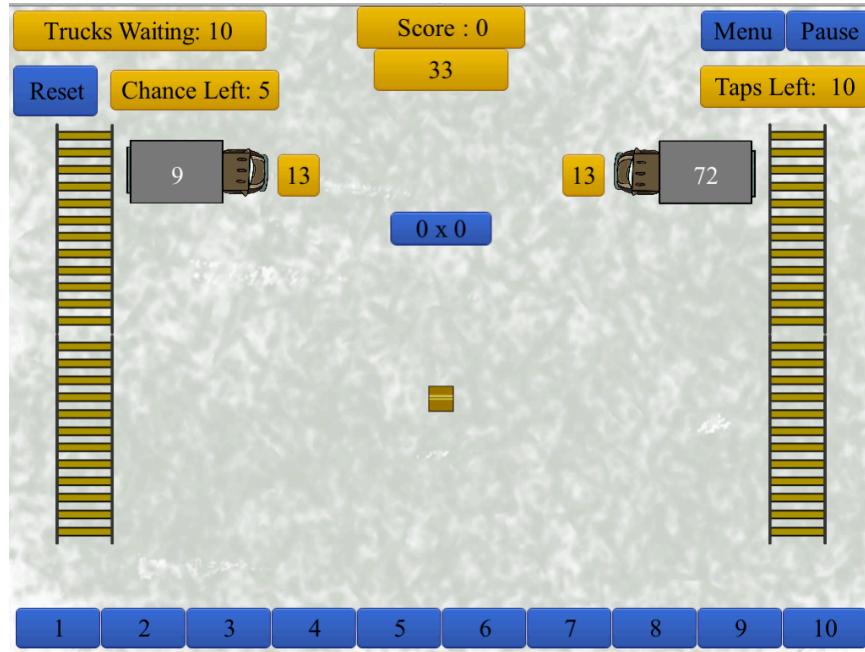 Trucks Waiting: 10
Score : 0
Menu
Pause
33
Reset
Chance Left: 5
Taps Left: 10
9
13
13
72
0 x 0
1
2
3
4
5
6
7
8
9
10